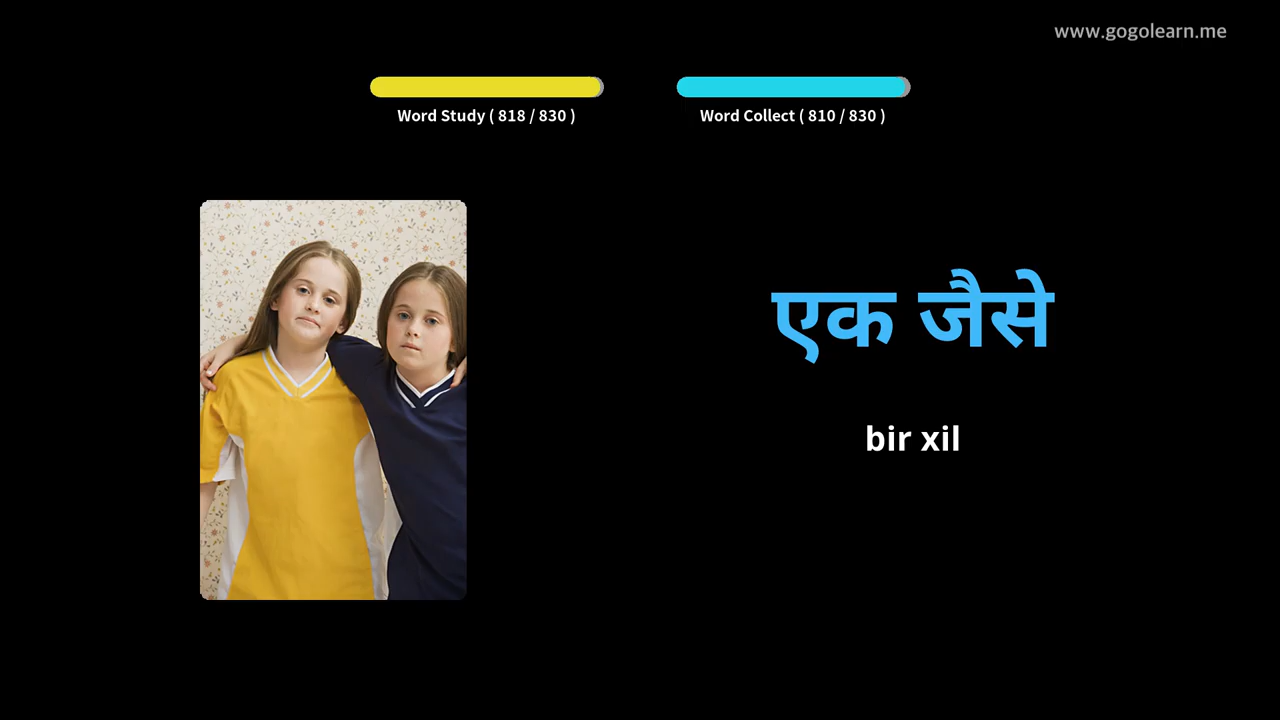 www.gogolearn.me
Word Study ( 818 / 830 )
Word Collect ( 810 / 830 )
एक जैसे
bir xil